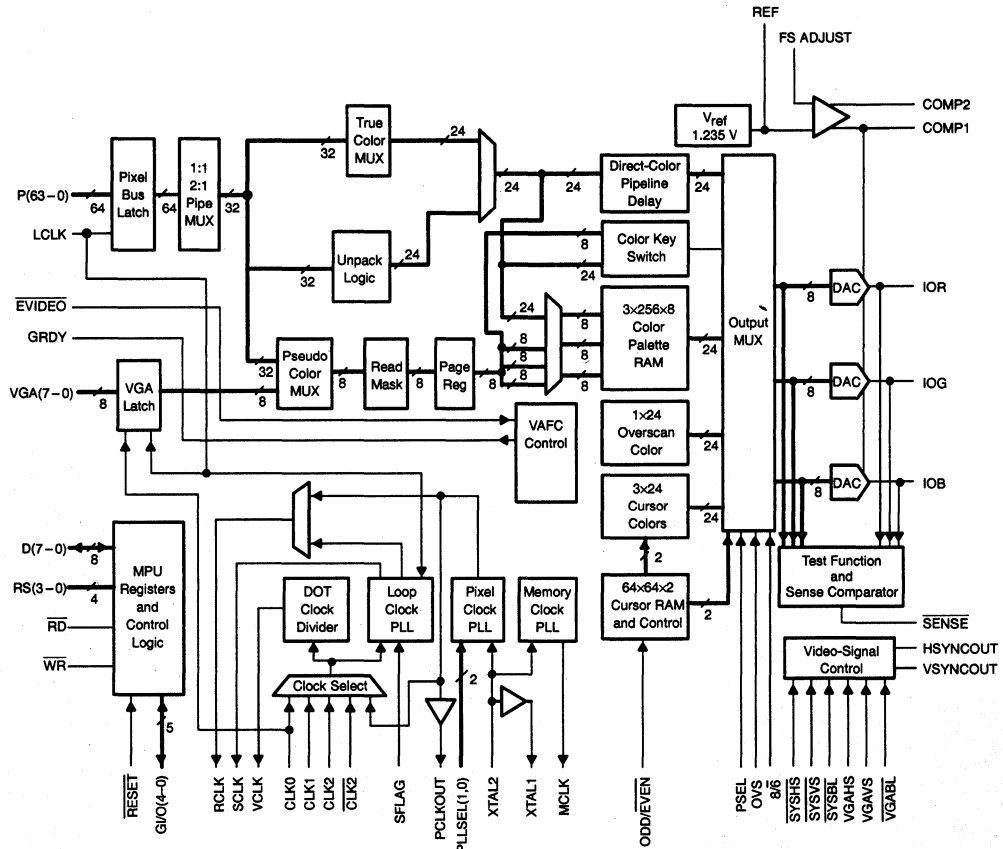 REF
FS ADJUST
COMP2
COMP1
Vref
1.235 V
True
Color
MUX
24
32
P(63-0)
64
Pixel
Bus
Latch
64
1:1
2:1
Pipe
MUX
32
24
24
Direct-Color
Pipeline
Delay
24
LCLK
Unpack
Logic
32
24
8
24
Color Key
Switch
EVIDEO
GRDY
VGA(7-0)
8
VGA
Latch
32
8
Pseudo
Color
MUX
8
Read
Mask
8
Page
Reg
8
24
8
8
8
8
8
8
3×256×8
Color
Palette
RAM
24
Output
MUX
8
DAC
IOR
8
DAC
IOG
8
DAC
IOB
VAFC
Control
1×24
Overscan
Color
24
3×24
Cursor
Colors
24
2
D(7-0)
8
RS(3-0)
4
RD
WR
MPU
Registers
and
Control
Logic
DOT
Clock
Divider
Loop
Clock
PLL
Pixel
Clock
PLL
Memory
Clock
PLL
64×64×2
Cursor RAM
and Control
2
Test Function
and
Sense Comparator
SENSE
Video-Signal
Control
HSYNCOUT
VSYNCOUT
Clock Select
2
5
RESET
GI/O(4-0)
RCLK
SCLK
VCLK
CLK0
CLK1
CLK2
CLK2
SFLAG
PCLKOUT
PLLSEL(1,0)
XTAL2
XTAL1
MCLK
ODD/EVEN
PSEL
OVS
8/6
SYSHS
SYSVS
SYSBL
VGAHS
VGAVS
VGABL